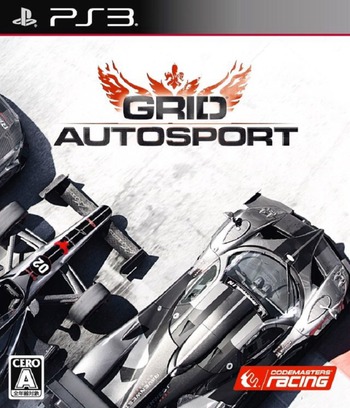 PS3
GRID
AUTOSPORT
02
CERO
A
全年齢対象
CODEMASTERS
racing